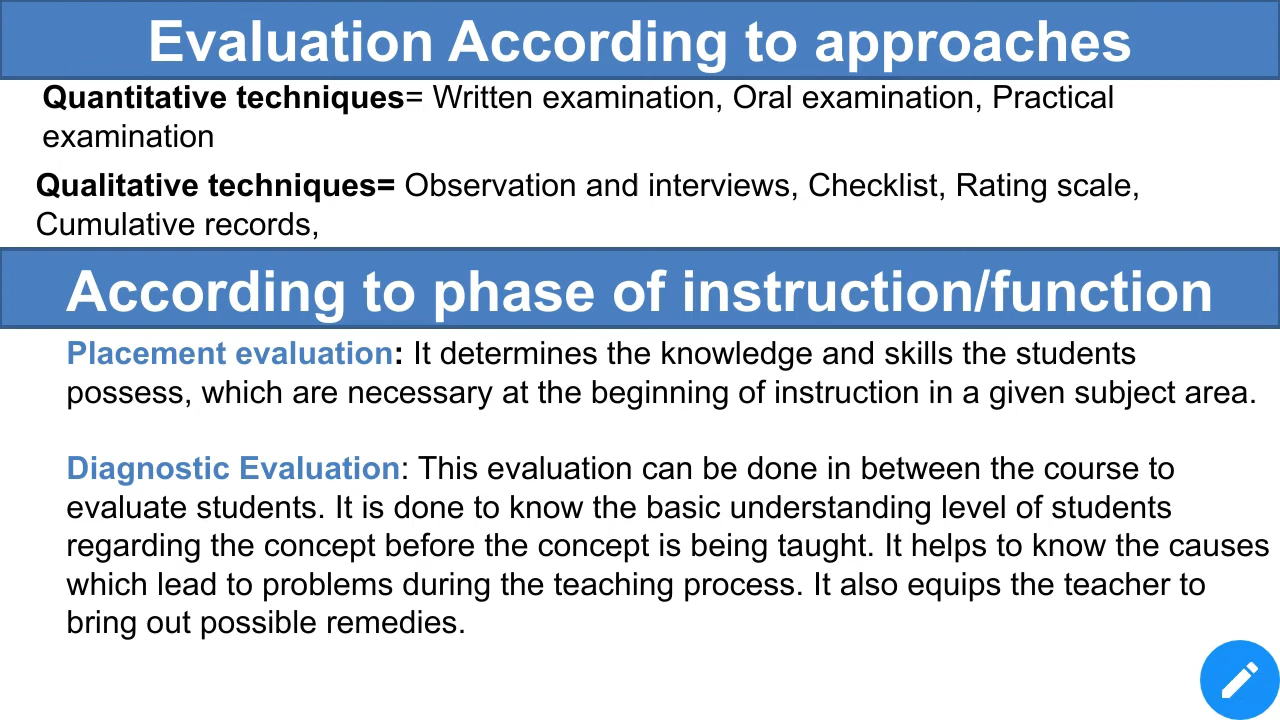 Evaluation According to approaches
Quantitative techniques= Written examination, Oral examination, Practical
examination
Qualitative techniques= Observation and interviews, Checklist, Rating scale,
Cumulative records,
According to phase of instruction/function
Placement evaluation: It determines the knowledge and skills the students
possess, which are necessary at the beginning of instruction in a given subject area.
Diagnostic Evaluation: This evaluation can be done in between the course to
evaluate students. It is done to know the basic understanding level of students
regarding the concept before the concept is being taught. It helps to know the causes
which lead to problems during the teaching process. It also equips the teacher to
bring out possible remedies.